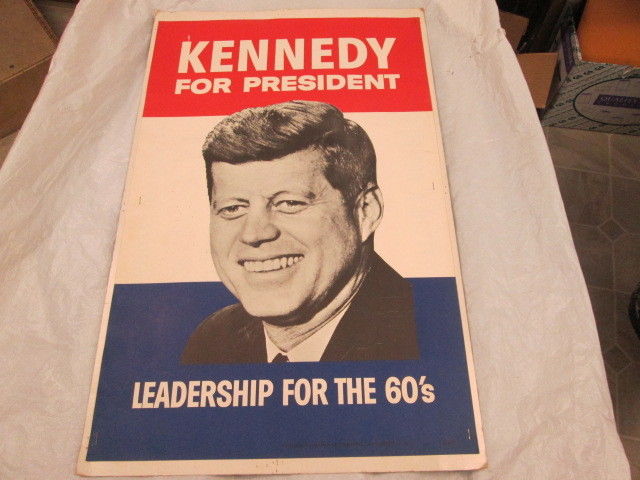 KENNEDY
FOR PRESIDENT
LEADERSHIP FOR THE 60's